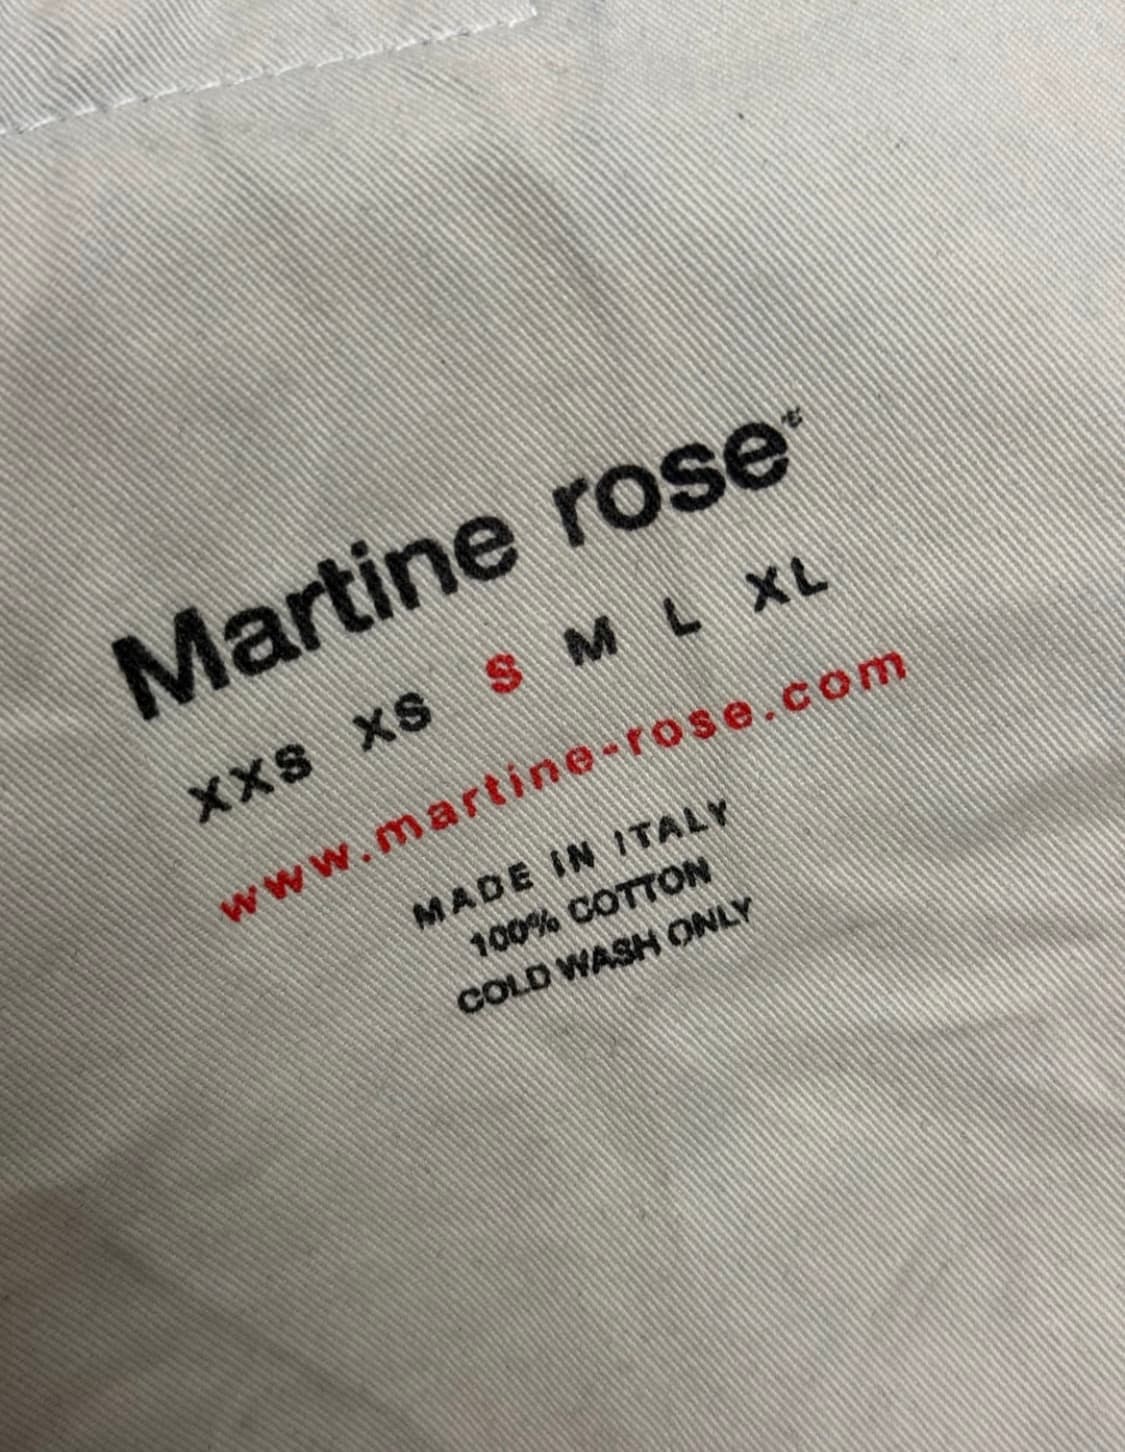 Martine rose
XXS XS S M L XL
www.martine-rose.com
MADE IN ITALY
100% COTTON
COLD WASH ONLY